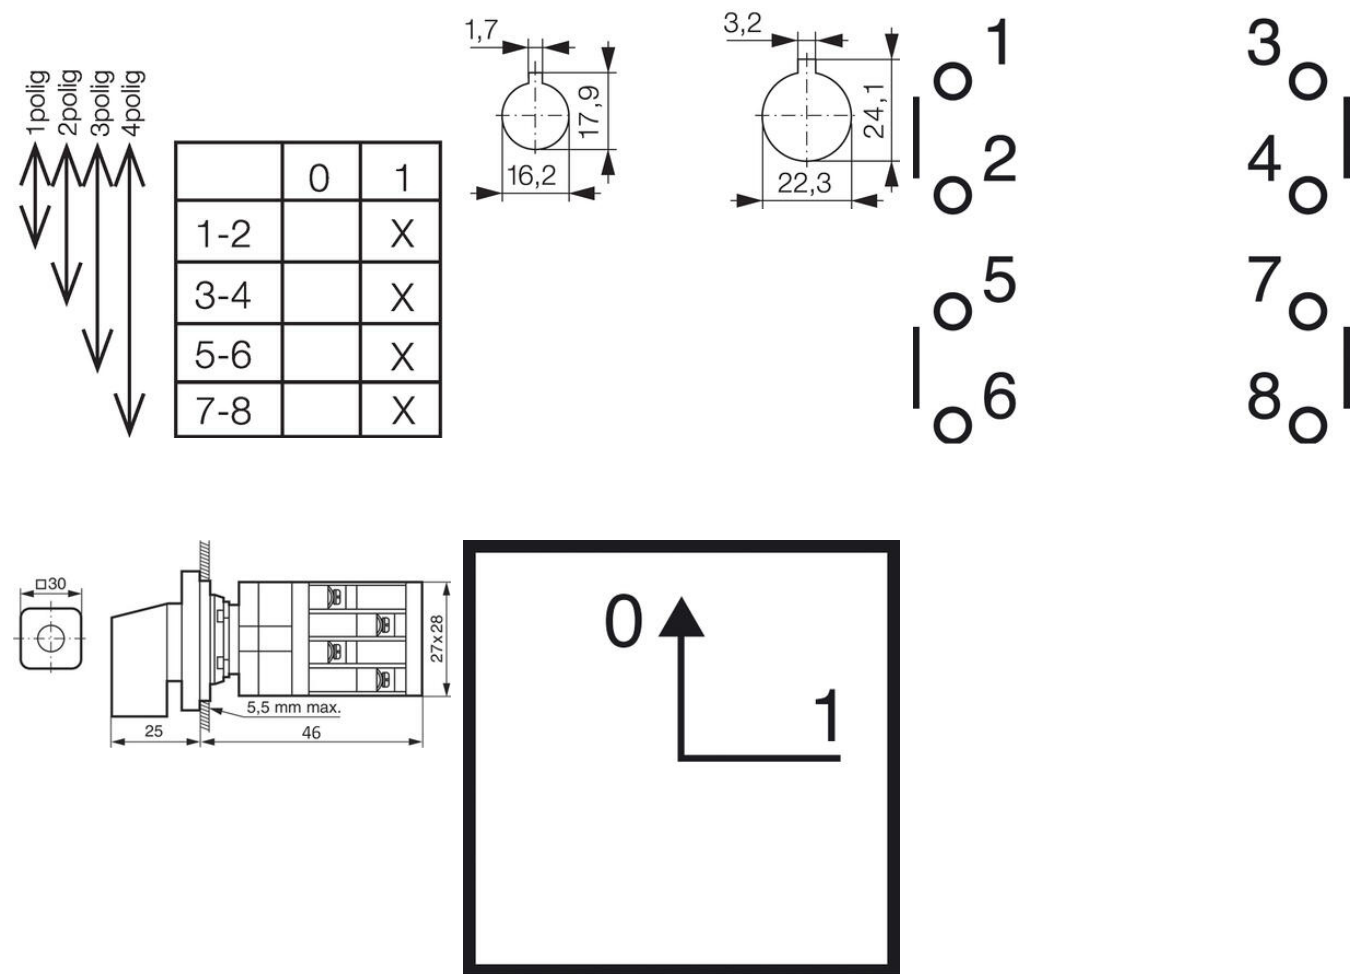 1polig
2polig
3polig
4polig
0 1
1-2 X
3-4 X
5-6 X
7-8 X
1,7
17,9
16,2
3,2
24,1
22,3
1
2
3
4
5
6
7
8
□30
27x28
5,5 mm max.
25
46
0
1